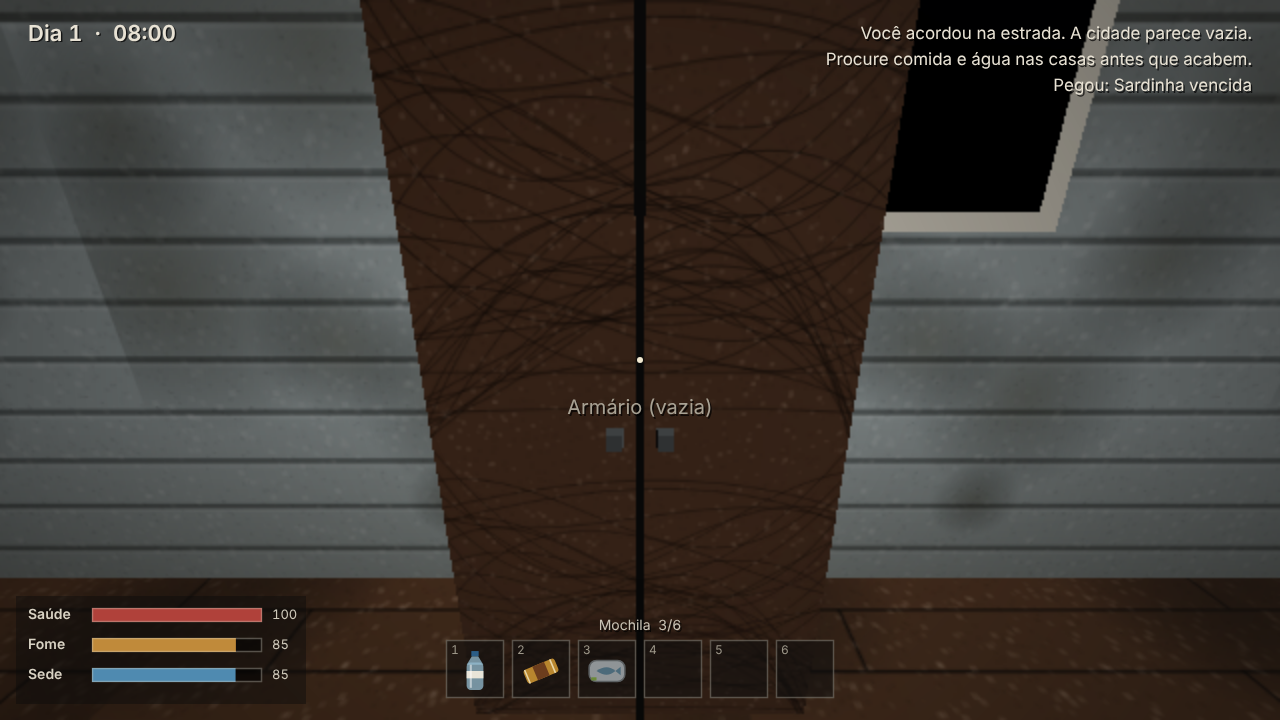 Dia 1 · 08:00
Você acordou na estrada. A cidade parece vazia.
Procure comida e água nas casas antes que acabem.
Pegou: Sardinha vencida
Armário (vazia)
Saúde 100
Fome 85
Sede 85
Mochila 3/6
1 2 3 4 5 6